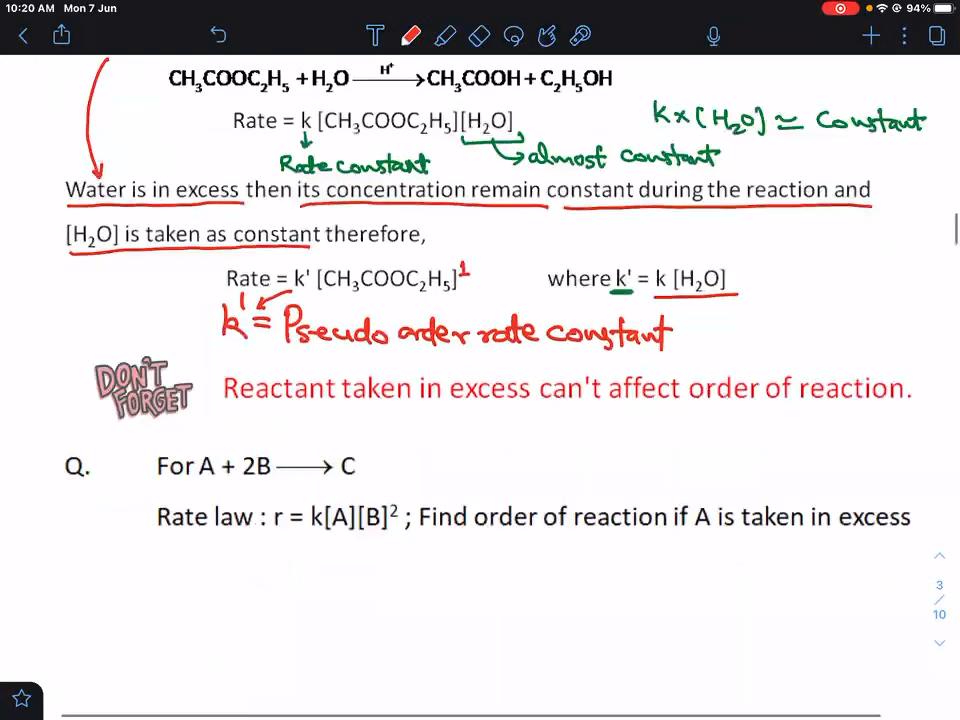 10:20 AM Mon 7 Jun 94%
CH₃COOC₂H₅ + H₂O —H⁺→ CH₃COOH + C₂H₅OH
Rate = k [CH₃COOC₂H₅][H₂O]
k × [H₂O] ≃ constant
Rate constant
almost constant
Water is in excess then its concentration remain constant during the reaction and
[H₂O] is taken as constant therefore,
Rate = k' [CH₃COOC₂H₅]¹ where k' = k [H₂O]
k' = Pseudo order rate constant
DON'T
FORGET
Reactant taken in excess can't affect order of reaction.
Q. For A + 2B ⟶ C
Rate law : r = k[A][B]² ; Find order of reaction if A is taken in excess
3
/
10